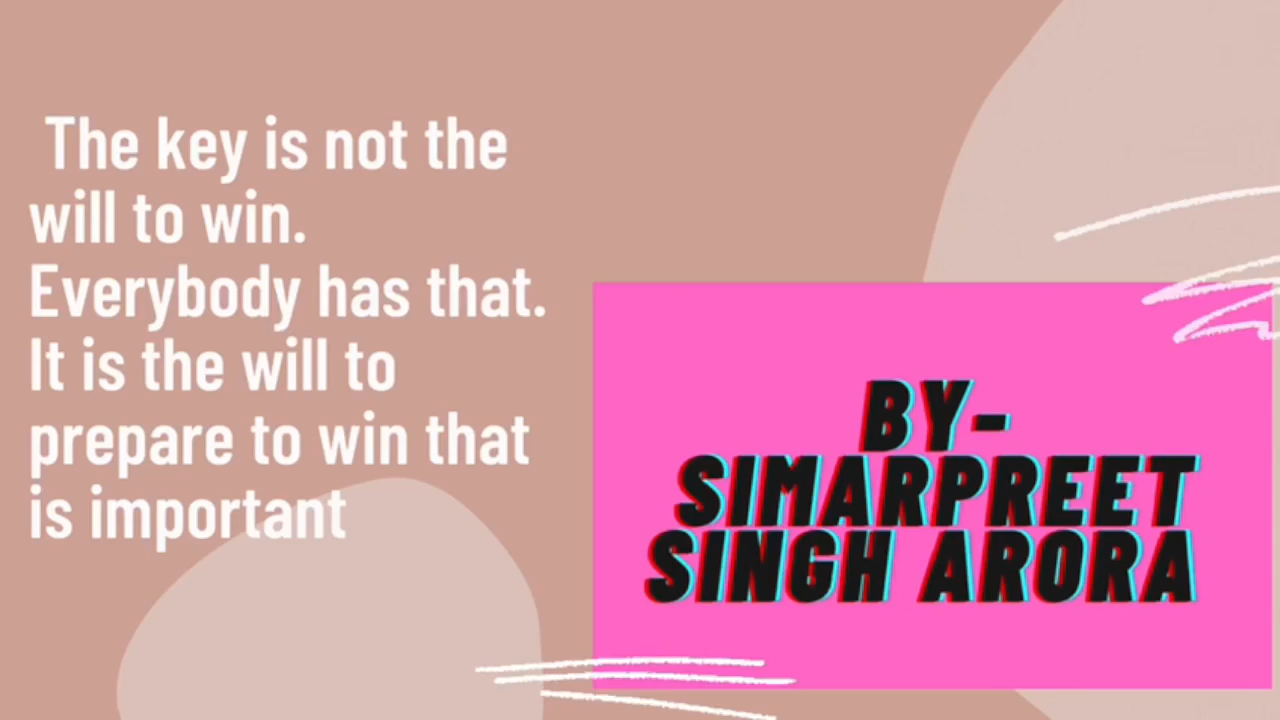 The key is not the
will to win.
Everybody has that.
It is the will to
prepare to win that
is important
BY-
SIMARPREET
SINGH ARORA